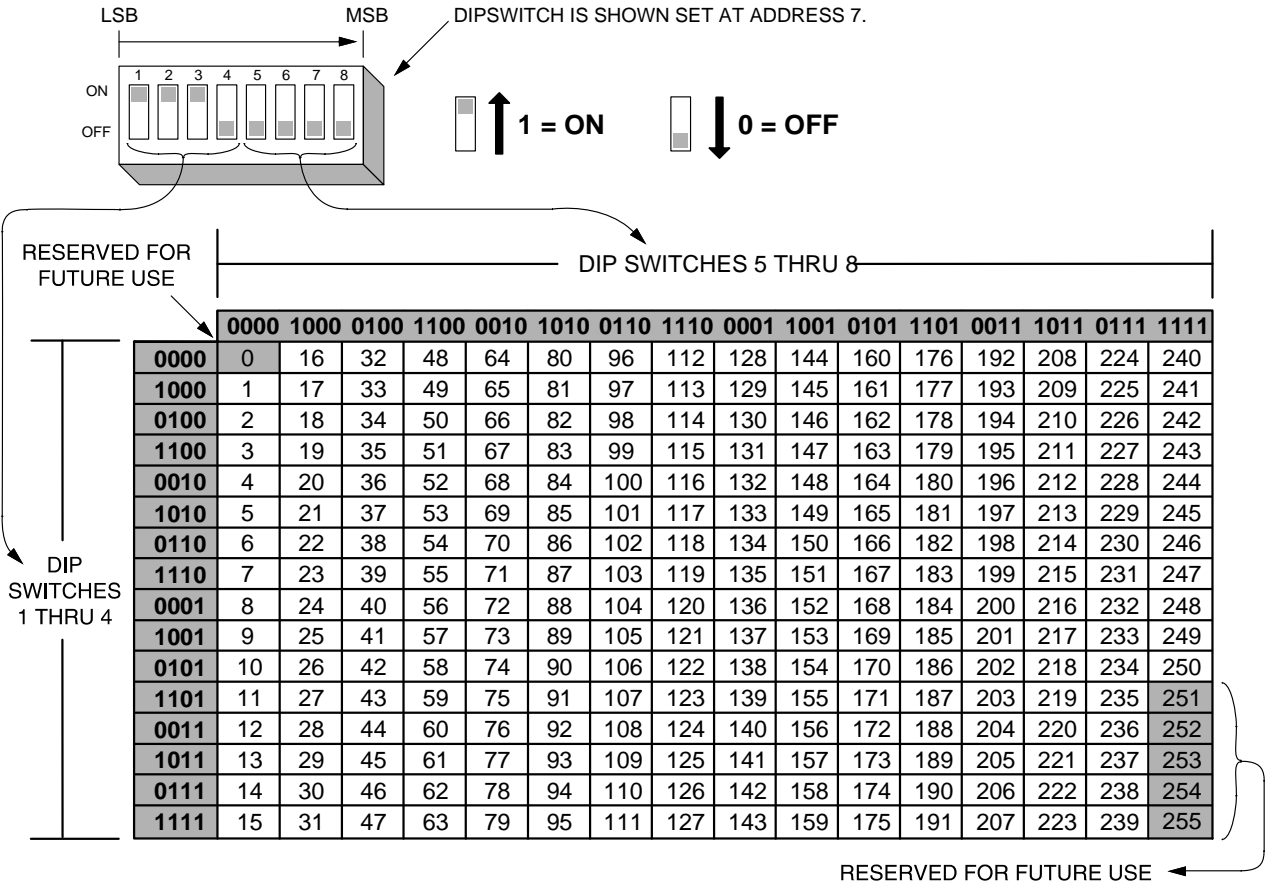 LSB MSB DIPSWITCH IS SHOWN SET AT ADDRESS 7.
1 2 3 4 5 6 7 8
ON
OFF
1 = ON 0 = OFF
RESERVED FOR
FUTURE USE
DIP SWITCHES 5 THRU 8
0000 1000 0100 1100 0010 1010 0110 1110 0001 1001 0101 1101 0011 1011 0111 1111
0000 0 16 32 48 64 80 96 112 128 144 160 176 192 208 224 240
1000 1 17 33 49 65 81 97 113 129 145 161 177 193 209 225 241
0100 2 18 34 50 66 82 98 114 130 146 162 178 194 210 226 242
1100 3 19 35 51 67 83 99 115 131 147 163 179 195 211 227 243
0010 4 20 36 52 68 84 100 116 132 148 164 180 196 212 228 244
1010 5 21 37 53 69 85 101 117 133 149 165 181 197 213 229 245
0110 6 22 38 54 70 86 102 118 134 150 166 182 198 214 230 246
1110 7 23 39 55 71 87 103 119 135 151 167 183 199 215 231 247
0001 8 24 40 56 72 88 104 120 136 152 168 184 200 216 232 248
1001 9 25 41 57 73 89 105 121 137 153 169 185 201 217 233 249
0101 10 26 42 58 74 90 106 122 138 154 170 186 202 218 234 250
1101 11 27 43 59 75 91 107 123 139 155 171 187 203 219 235 251
0011 12 28 44 60 76 92 108 124 140 156 172 188 204 220 236 252
1011 13 29 45 61 77 93 109 125 141 157 173 189 205 221 237 253
0111 14 30 46 62 78 94 110 126 142 158 174 190 206 222 238 254
1111 15 31 47 63 79 95 111 127 143 159 175 191 207 223 239 255
DIP
SWITCHES
1 THRU 4
RESERVED FOR FUTURE USE